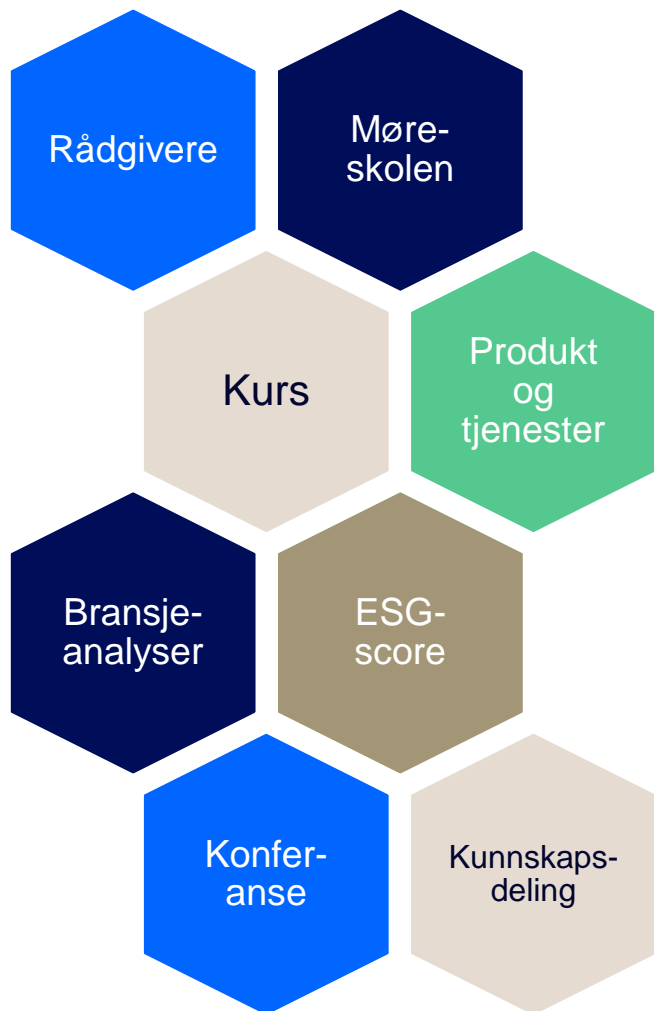 Rådgivere
Møre-
skolen
Kurs
Produkt
og
tjenester
Bransje-
analyser
ESG-
score
Konfer-
anse
Kunnskaps-
deling